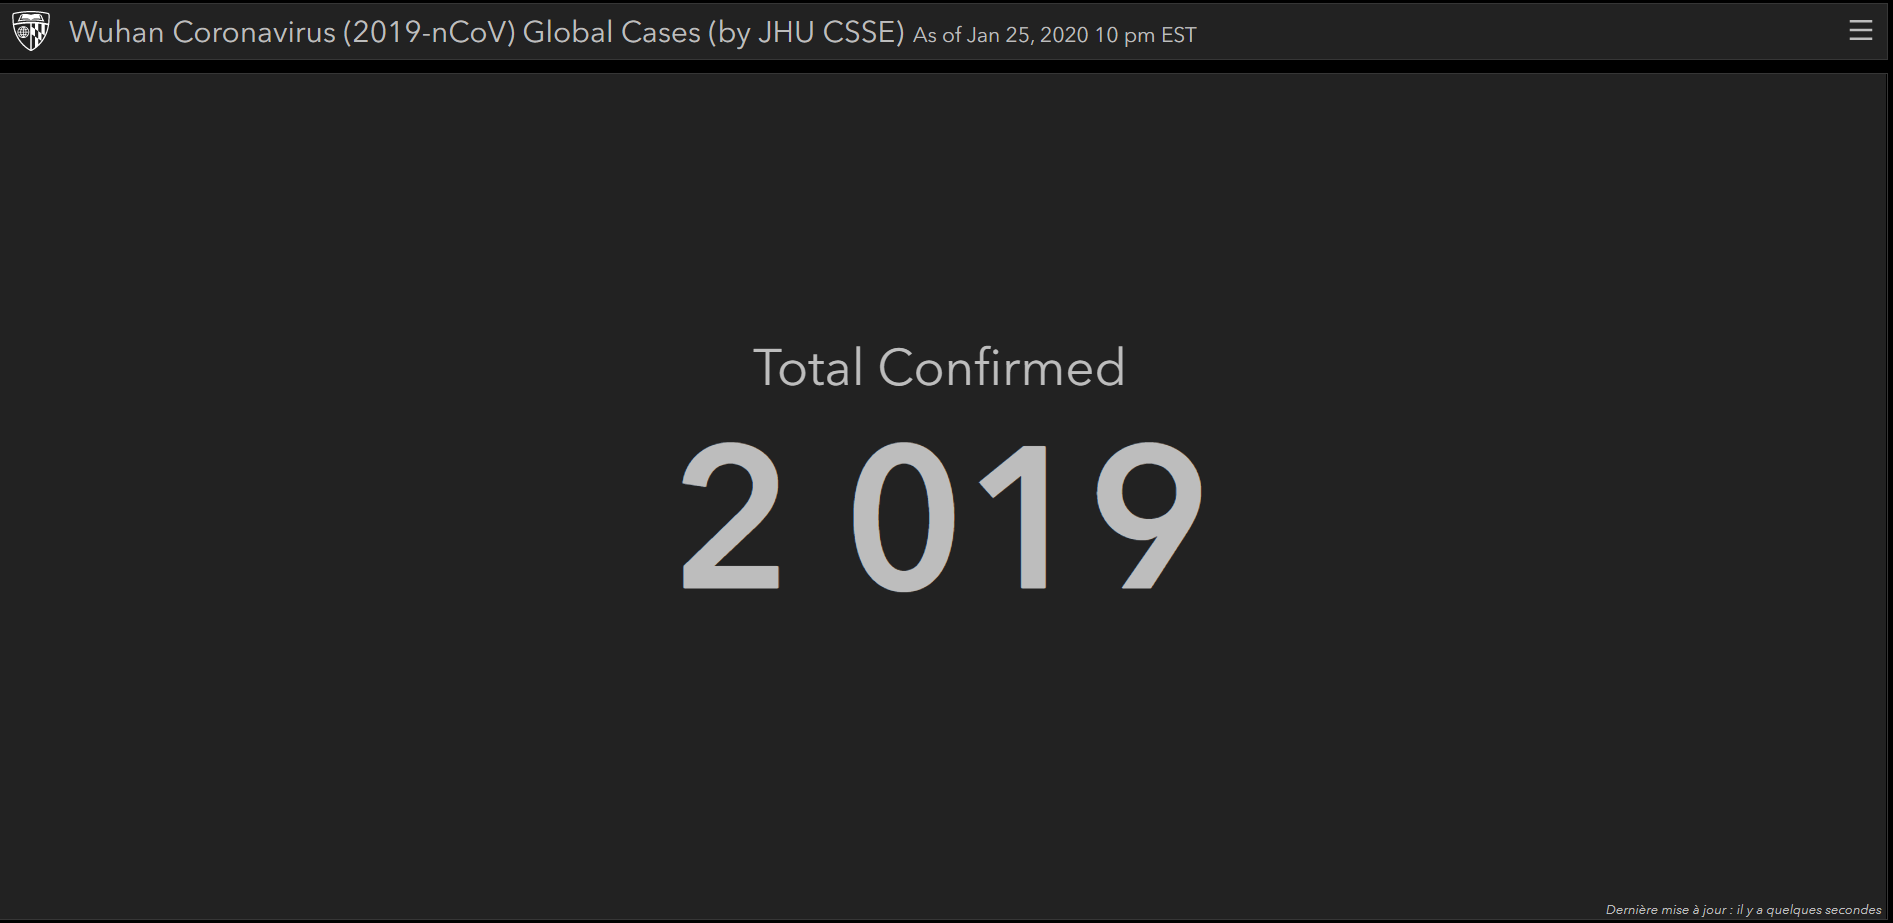 Wuhan Coronavirus (2019-nCoV) Global Cases (by JHU CSSE) As of Jan 25, 2020 10 pm EST
Total Confirmed
2 019
Dernière mise à jour : il y a quelques secondes